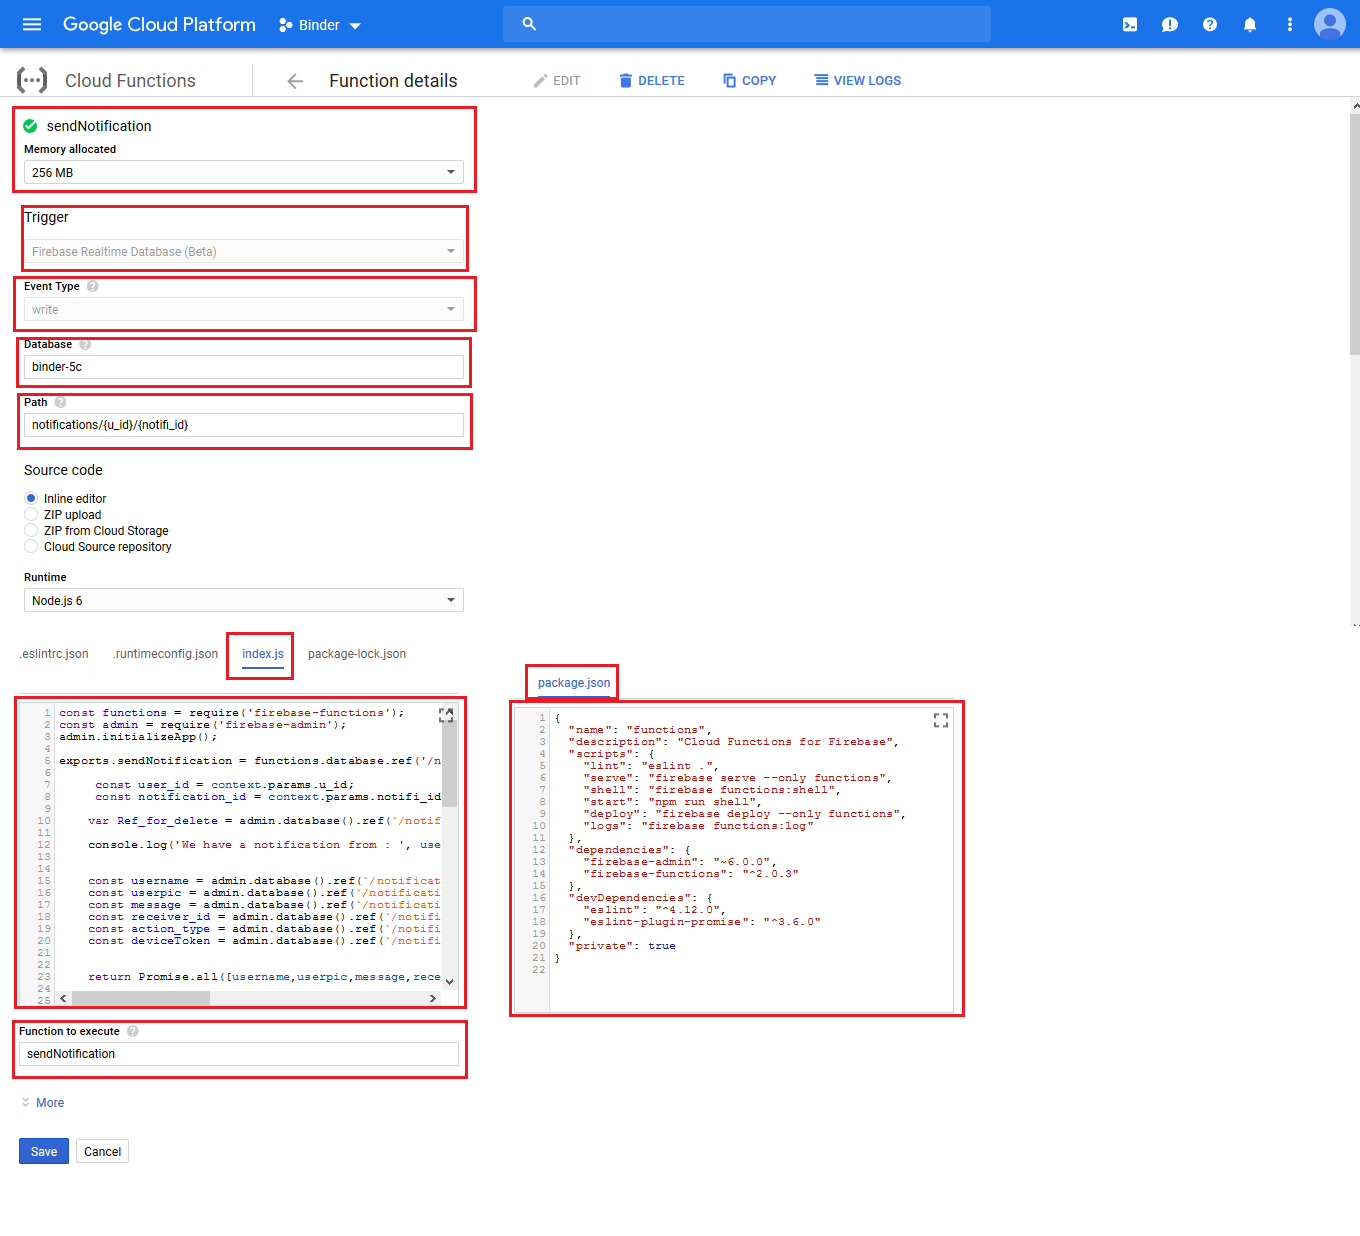 Google Cloud Platform Binder
Cloud Functions Function details EDIT DELETE COPY VIEW LOGS
sendNotification
Memory allocated
256 MB
Trigger
Firebase Realtime Database (Beta)
Event Type ?
write
Database ?
binder-5c
Path ?
notifications/{u_id}/{notifi_id}
Source code
Inline editor
ZIP upload
ZIP from Cloud Storage
Cloud Source repository
Runtime
Node.js 6
.eslintrc.json .runtimeconfig.json index.js package-lock.json
1 const functions = require('firebase-functions');
2 const admin = require('firebase-admin');
3 admin.initializeApp();
4
5 exports.sendNotification = functions.database.ref('/n
6
7 const user_id = context.params.u_id;
8 const notification_id = context.params.notifi_id
9
10 var Ref_for_delete = admin.database().ref(`/notif
11
12 console.log('We have a notification from : ', use
13
14
15 const username = admin.database().ref(`/notificat
16 const userpic = admin.database().ref(`/notificati
17 const message = admin.database().ref(`/notificati
18 const receiver_id = admin.database().ref(`/notifi
19 const action_type = admin.database().ref(`/notifi
20 const deviceToken = admin.database().ref(`/notifi
21
22
23 return Promise.all([username,userpic,message,rece
24
25
package.json
1 {
2 "name": "functions",
3 "description": "Cloud Functions for Firebase",
4 "scripts": {
5 "lint": "eslint .",
6 "serve": "firebase serve --only functions",
7 "shell": "firebase functions:shell",
8 "start": "npm run shell",
9 "deploy": "firebase deploy --only functions",
10 "logs": "firebase functions:log"
11 },
12 "dependencies": {
13 "firebase-admin": "~6.0.0",
14 "firebase-functions": "^2.0.3"
15 },
16 "devDependencies": {
17 "eslint": "^4.12.0",
18 "eslint-plugin-promise": "^3.6.0"
19 },
20 "private": true
21 }
22
Function to execute ?
sendNotification
More
Save Cancel